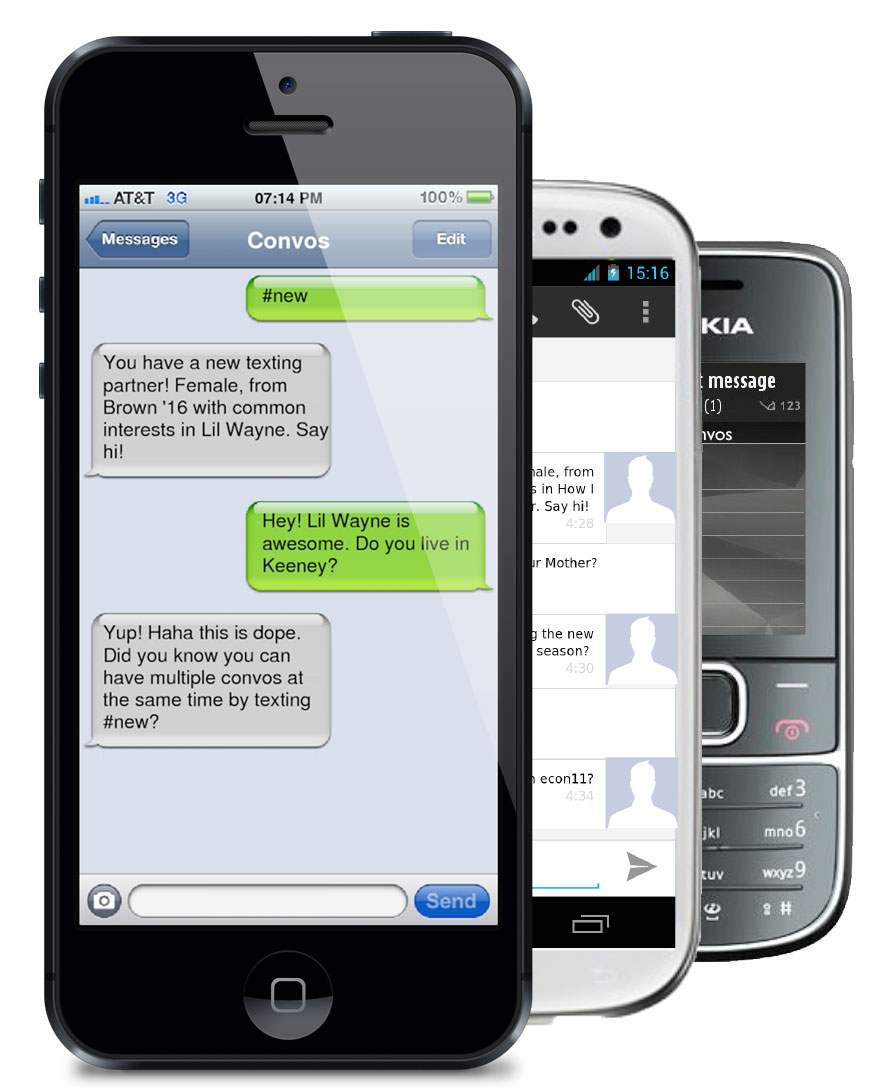 AT&T 3G 07:14 PM 100%
Messages Convos Edit
#new
You have a new texting
partner! Female, from
Brown '16 with common
interests in Lil Wayne. Say
hi!
Hey! Lil Wayne is
awesome. Do you live in
Keeney?
Yup! Haha this is dope.
Did you know you can
have multiple convos at
the same time by texting
#new?
Send
15:16
from
s in How I
r. Say hi!
4:28
ur Mother?
g the new
season?
4:30
econ11?
4:34
KIA
t message
(1) 123
nvos
abc def3
jkl mno6
tuv wxyz9
#